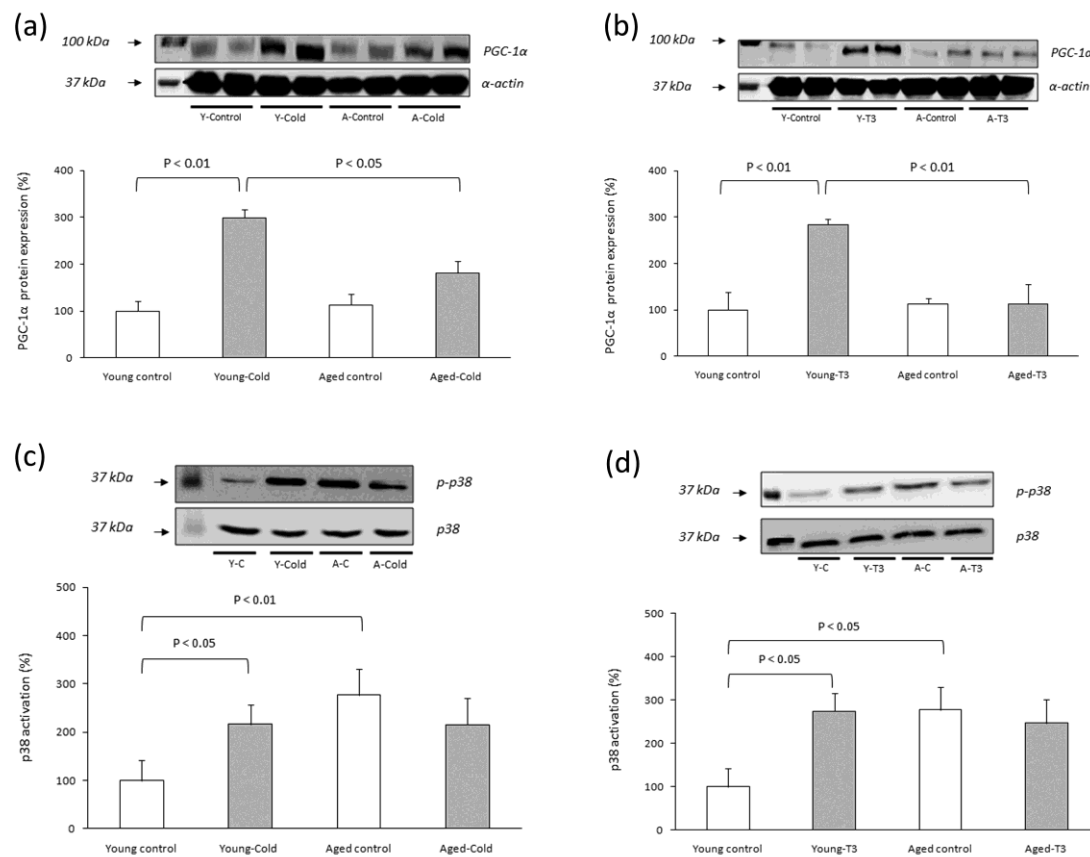 (a)
100 kDa
PGC-1α
37 kDa
α-actin
Y-Control Y-Cold A-Control A-Cold
P < 0.01 P < 0.05
PGC-1α protein expression (%)
400
300
200
100
0
Young control Young-Cold Aged control Aged-Cold
(b)
100 kDa
PGC-1α
37 kDa
α-actin
Y-Control Y-T3 A-Control A-T3
P < 0.01 P < 0.01
PGC-1α protein expression (%)
400
300
200
100
0
Young control Young-T3 Aged control Aged-T3
(c)
37 kDa p-p38
37 kDa p38
Y-C Y-Cold A-C A-Cold
P < 0.01
P < 0.05
p38 activation (%)
500
400
300
200
100
0
Young control Young-Cold Aged control Aged-Cold
(d)
37 kDa p-p38
37 kDa p38
Y-C Y-T3 A-C A-T3
P < 0.05
P < 0.05
p38 activation (%)
500
400
300
200
100
0
Young control Young-T3 Aged control Aged-T3